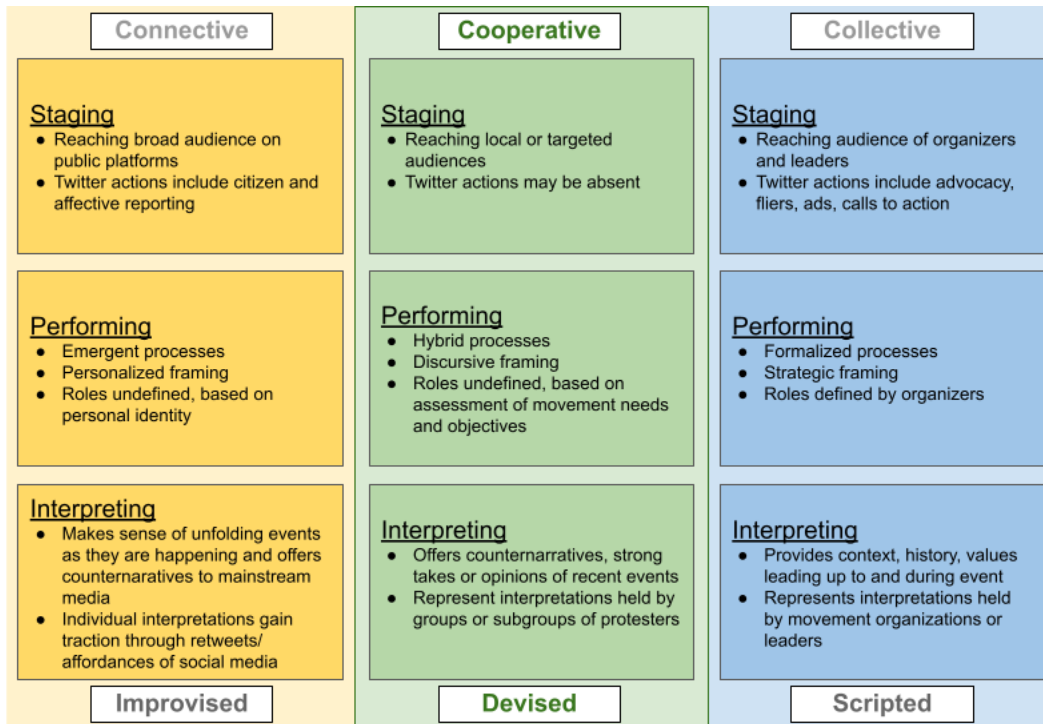 Connective
Staging
● Reaching broad audience on
public platforms
● Twitter actions include citizen and
affective reporting
Performing
● Emergent processes
● Personalized framing
● Roles undefined, based on
personal identity
Interpreting
● Makes sense of unfolding events
as they are happening and offers
counternaratives to mainstream
media
● Individual interpretations gain
traction through retweets/
affordances of social media
Improvised
Cooperative
Staging
● Reaching local or targeted
audiences
● Twitter actions may be absent
Performing
● Hybrid processes
● Discursive framing
● Roles undefined, based on
assessment of movement needs
and objectives
Interpreting
● Offers counternarratives, strong
takes or opinions of recent events
● Represent interpretations held by
groups or subgroups of protesters
Devised
Collective
Staging
● Reaching audience of organizers
and leaders
● Twitter actions include advocacy,
fliers, ads, calls to action
Performing
● Formalized processes
● Strategic framing
● Roles defined by organizers
Interpreting
● Provides context, history, values
leading up to and during event
● Represents interpretations held
by movement organizations or
leaders
Scripted